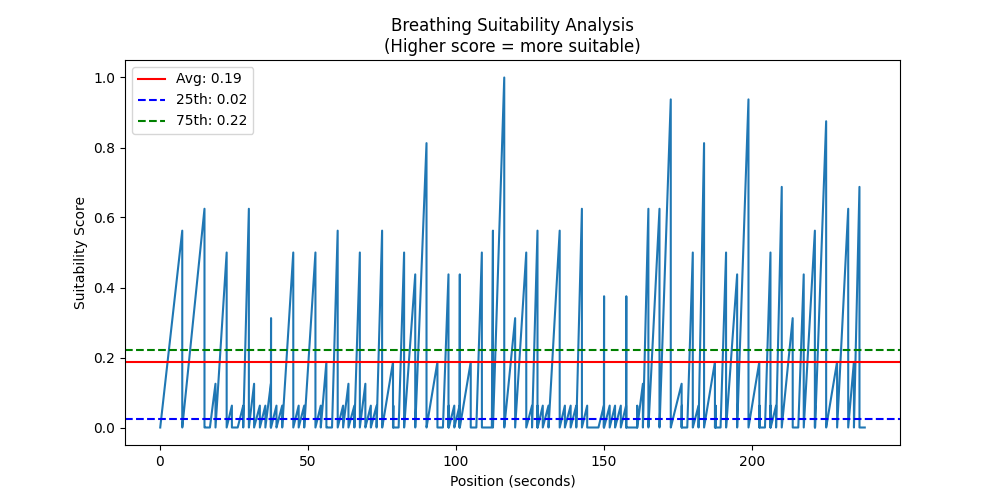 Breathing Suitability Analysis
(Higher score = more suitable)
Avg: 0.19
25th: 0.02
75th: 0.22
1.0
0.8
0.6
0.4
0.2
0.0
Suitability Score
0 50 100 150 200
Position (seconds)